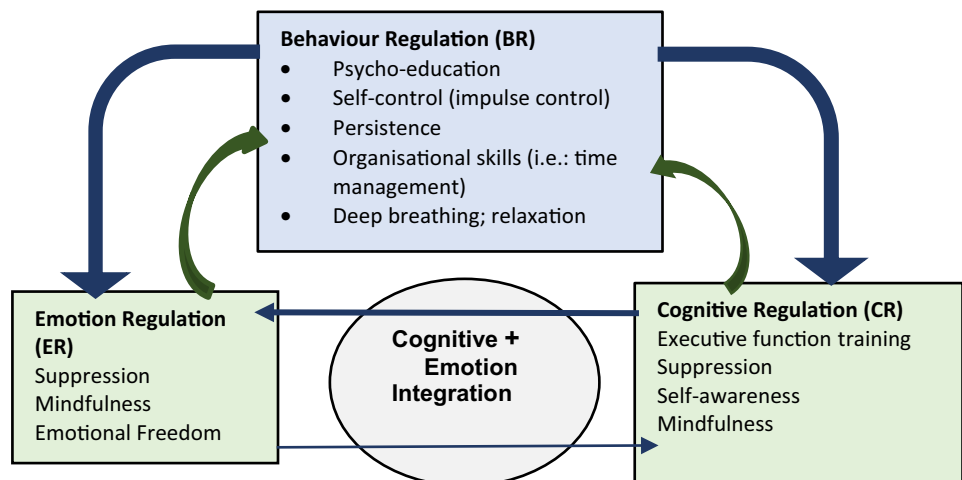 Behaviour Regulation (BR)
• Psycho-education
• Self-control (impulse control)
• Persistence
• Organisational skills (i.e.: time
management)
• Deep breathing; relaxation
Emotion Regulation
(ER)
Suppression
Mindfulness
Emotional Freedom
Cognitive +
Emotion
Integration
Cognitive Regulation (CR)
Executive function training
Suppression
Self-awareness
Mindfulness